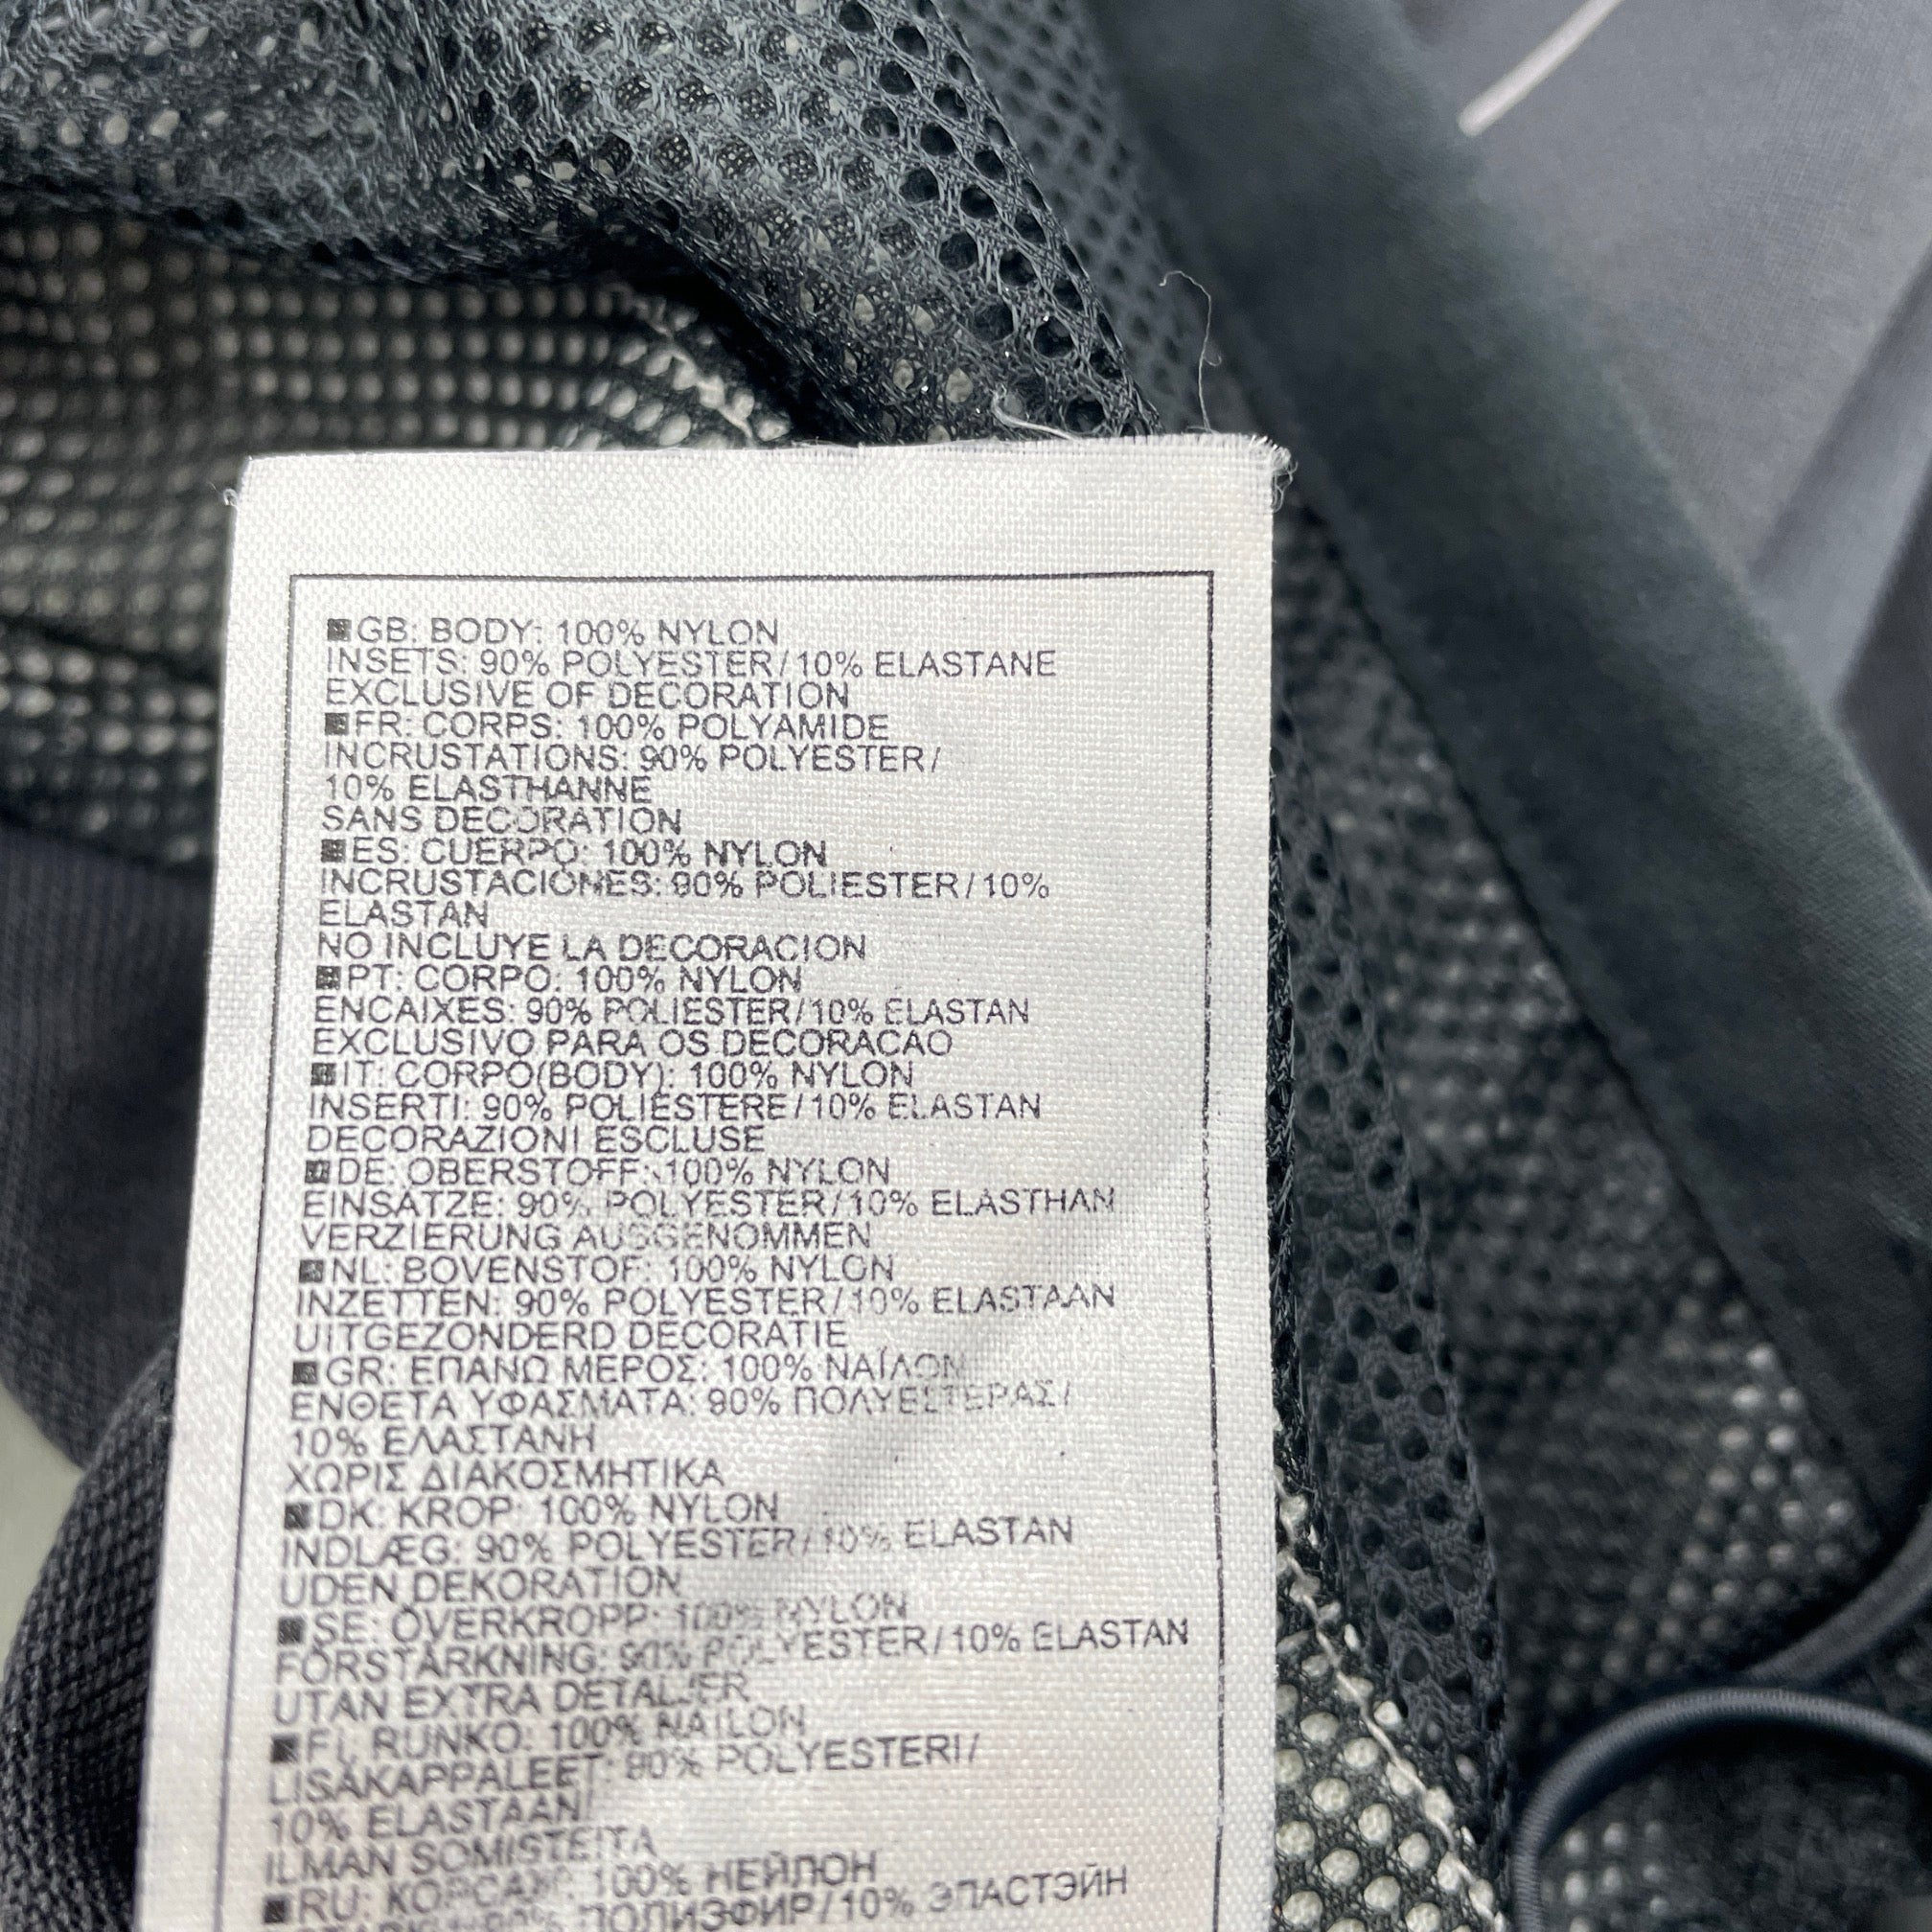 GB: BODY: 100% NYLON
INSETS: 90% POLYESTER/10% ELASTANE
EXCLUSIVE OF DECORATION
FR: CORPS: 100% POLYAMIDE
INCRUSTATIONS: 90% POLYESTER/
10% ELASTHANNE
SANS DECORATION
ES: CUERPO: 100% NYLON
INCRUSTACIONES: 90% POLIESTER/10%
ELASTAN
NO INCLUYE LA DECORACION
PT: CORPO: 100% NYLON
ENCAIXES: 90% POLIESTER/10% ELASTAN
EXCLUSIVO PARA OS DECORACAO
IT: CORPO(BODY): 100% NYLON
INSERTI: 90% POLIESTERE/10% ELASTAN
DECORAZIONI ESCLUSE
DE: OBERSTOFF: 100% NYLON
EINSÄTZE: 90% POLYESTER/10% ELASTHAN
VERZIERUNG AUSGENOMMEN
NL: BOVENSTOF: 100% NYLON
INZETTEN: 90% POLYESTER/10% ELASTAAN
UITGEZONDERD DECORATIE
GR: ΕΠΑΝΩ ΜΕΡΟΣ: 100% ΝΑΪΛΟΝ
ΕΝΘΕΤΑ ΥΦΑΣΜΑΤΑ: 90% ΠΟΛΥΕΣΤΕΡΑΣ/
10% ΕΛΑΣΤΑΝΗ
ΧΩΡΙΣ ΔΙΑΚΟΣΜΗΤΙΚΑ
DK: KROP: 100% NYLON
INDLÆG: 90% POLYESTER/10% ELASTAN
UDEN DEKORATION
SE: ÖVERKROPP: 100% NYLON
FÖRSTÄRKNING: 90% POLYESTER/10% ELASTAN
UTAN EXTRA DETALJER
FI: RUNKO: 100% NAILON
LISÄKAPPALEET: 90% POLYESTERI/
10% ELASTAANI
ILMAN SOMISTEITA
RU: КОРСАЖ: 100% НЕЙЛОН
90% ПОЛИЭФИР/10% ЭЛАСТЭЙН